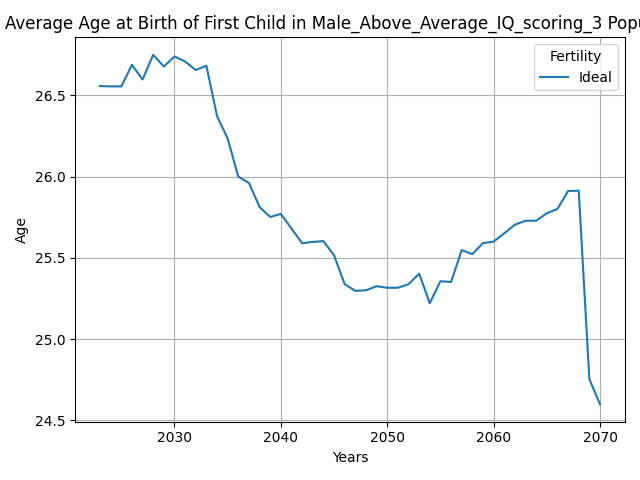 Average Age at Birth of First Child in Male_Above_Average_IQ_scoring_3 Popu
Fertility
Ideal
26.5
26.0
25.5
25.0
24.5
Age
2030 2040 2050 2060 2070
Years